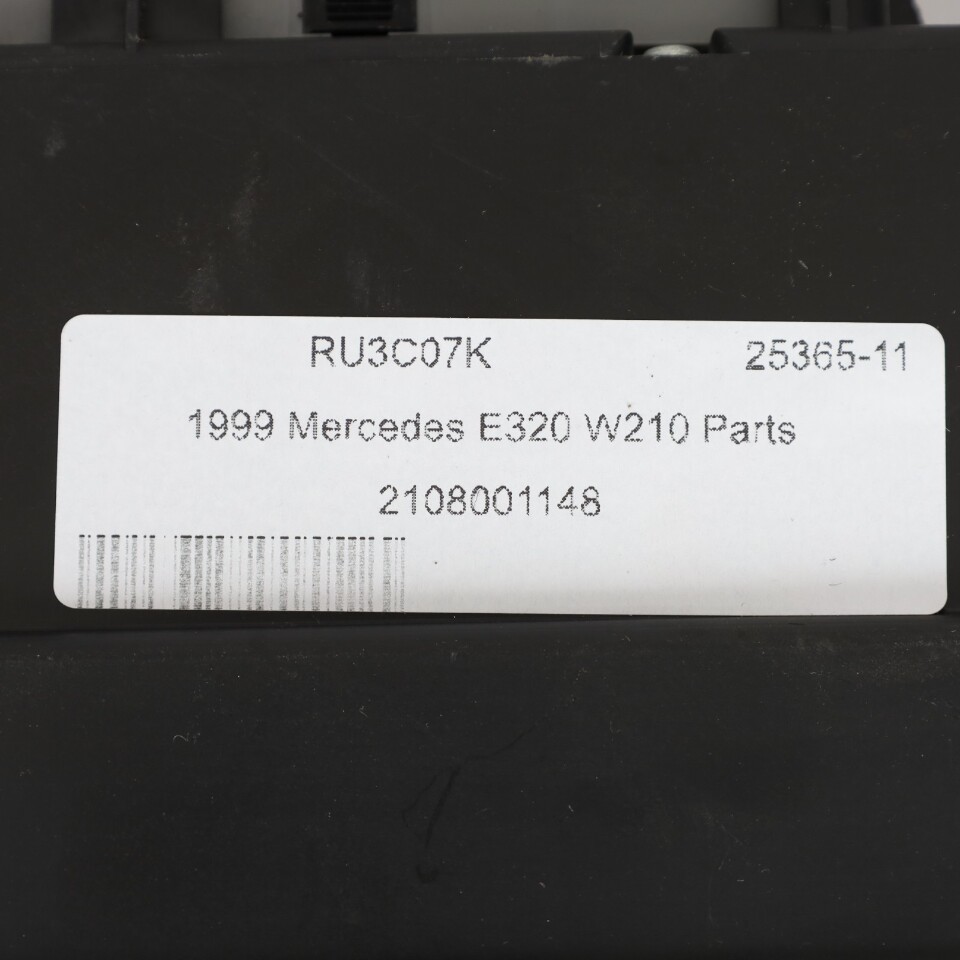 RU3C07K 25365-11
1999 Mercedes E320 W210 Parts
2108001148